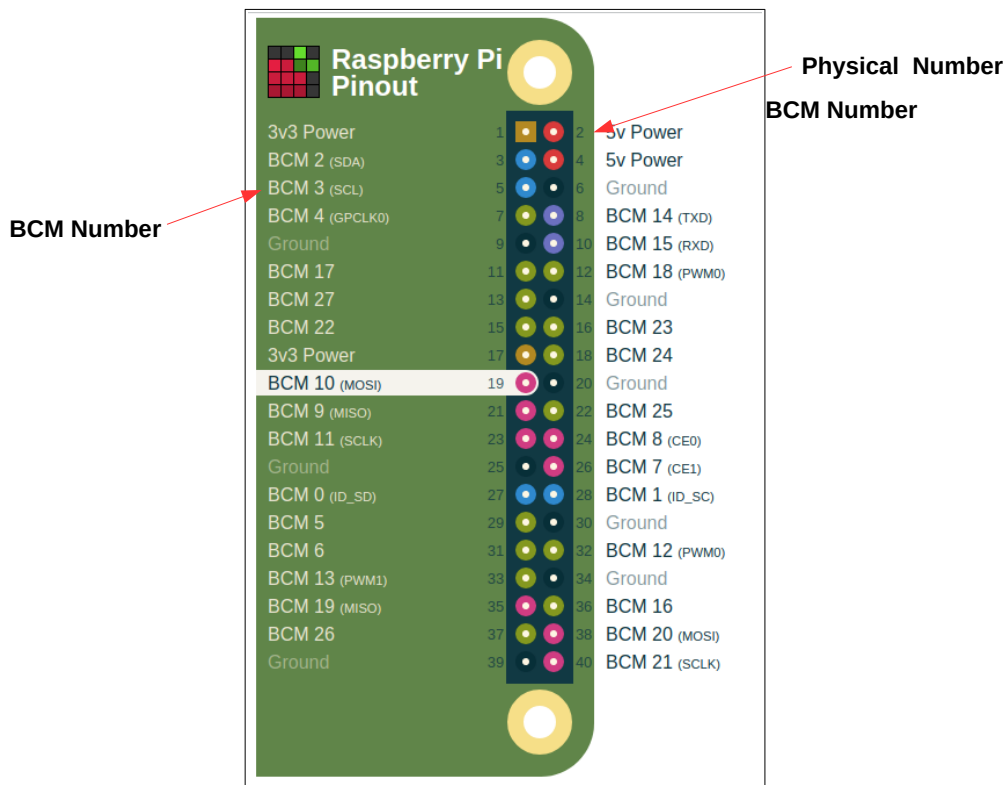 Raspberry Pi
Pinout
Physical Number
BCM Number
3v3 Power 1 2 5v Power
BCM 2 (SDA) 3 4 5v Power
BCM 3 (SCL) 5 6 Ground
BCM Number
BCM 4 (GPCLK0) 7 8 BCM 14 (TXD)
Ground 9 10 BCM 15 (RXD)
BCM 17 11 12 BCM 18 (PWM0)
BCM 27 13 14 Ground
BCM 22 15 16 BCM 23
3v3 Power 17 18 BCM 24
BCM 10 (MOSI) 19 20 Ground
BCM 9 (MISO) 21 22 BCM 25
BCM 11 (SCLK) 23 24 BCM 8 (CE0)
Ground 25 26 BCM 7 (CE1)
BCM 0 (ID_SD) 27 28 BCM 1 (ID_SC)
BCM 5 29 30 Ground
BCM 6 31 32 BCM 12 (PWM0)
BCM 13 (PWM1) 33 34 Ground
BCM 19 (MISO) 35 36 BCM 16
BCM 26 37 38 BCM 20 (MOSI)
Ground 39 40 BCM 21 (SCLK)